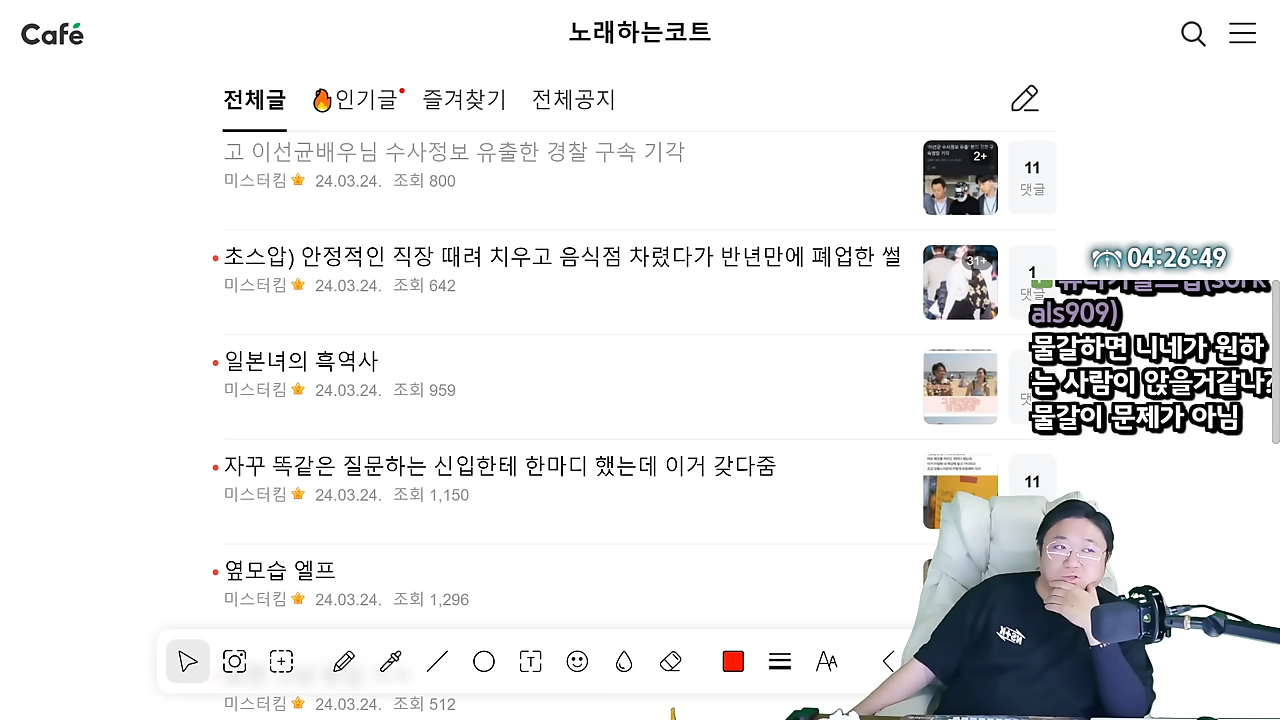 Café
노래하는코트
전체글 🔥인기글 즐겨찾기 전체공지
고 이선균배우님 수사정보 유출한 경찰 구속 기각
미스터킴 24.03.24. 조회 800
2+
11
댓글
초스압) 안정적인 직장 때려 치우고 음식점 차렸다가 반년만에 폐업한 썰
미스터킴 24.03.24. 조회 642
31+
04:26:49
als909)
물갈하면 니네가 원하
는 사람이 앉을거같나?
물갈이 문제가 아님
일본녀의 흑역사
미스터킴 24.03.24. 조회 959
자꾸 똑같은 질문하는 신입한테 한마디 했는데 이거 갖다줌
미스터킴 24.03.24. 조회 1,150
11
옆모습 엘프
미스터킴 24.03.24. 조회 1,296
미스터킴 24.03.24. 조회 512